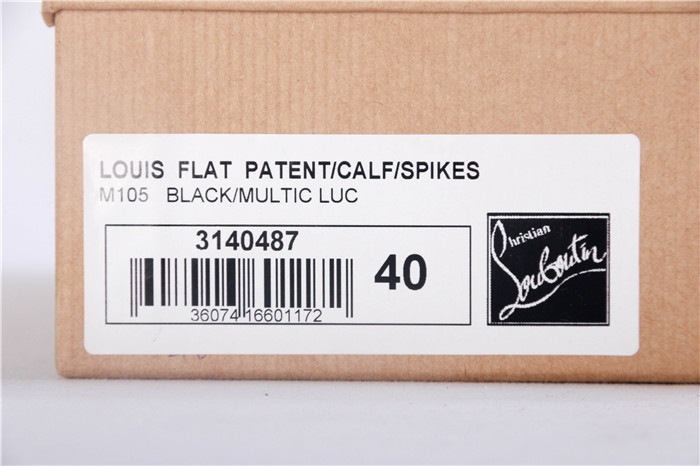 LOUIS FLAT PATENT/CALF/SPIKES
M105 BLACK/MULTIC LUC
3140487
40
36074 16601172
Christian
Louboutin